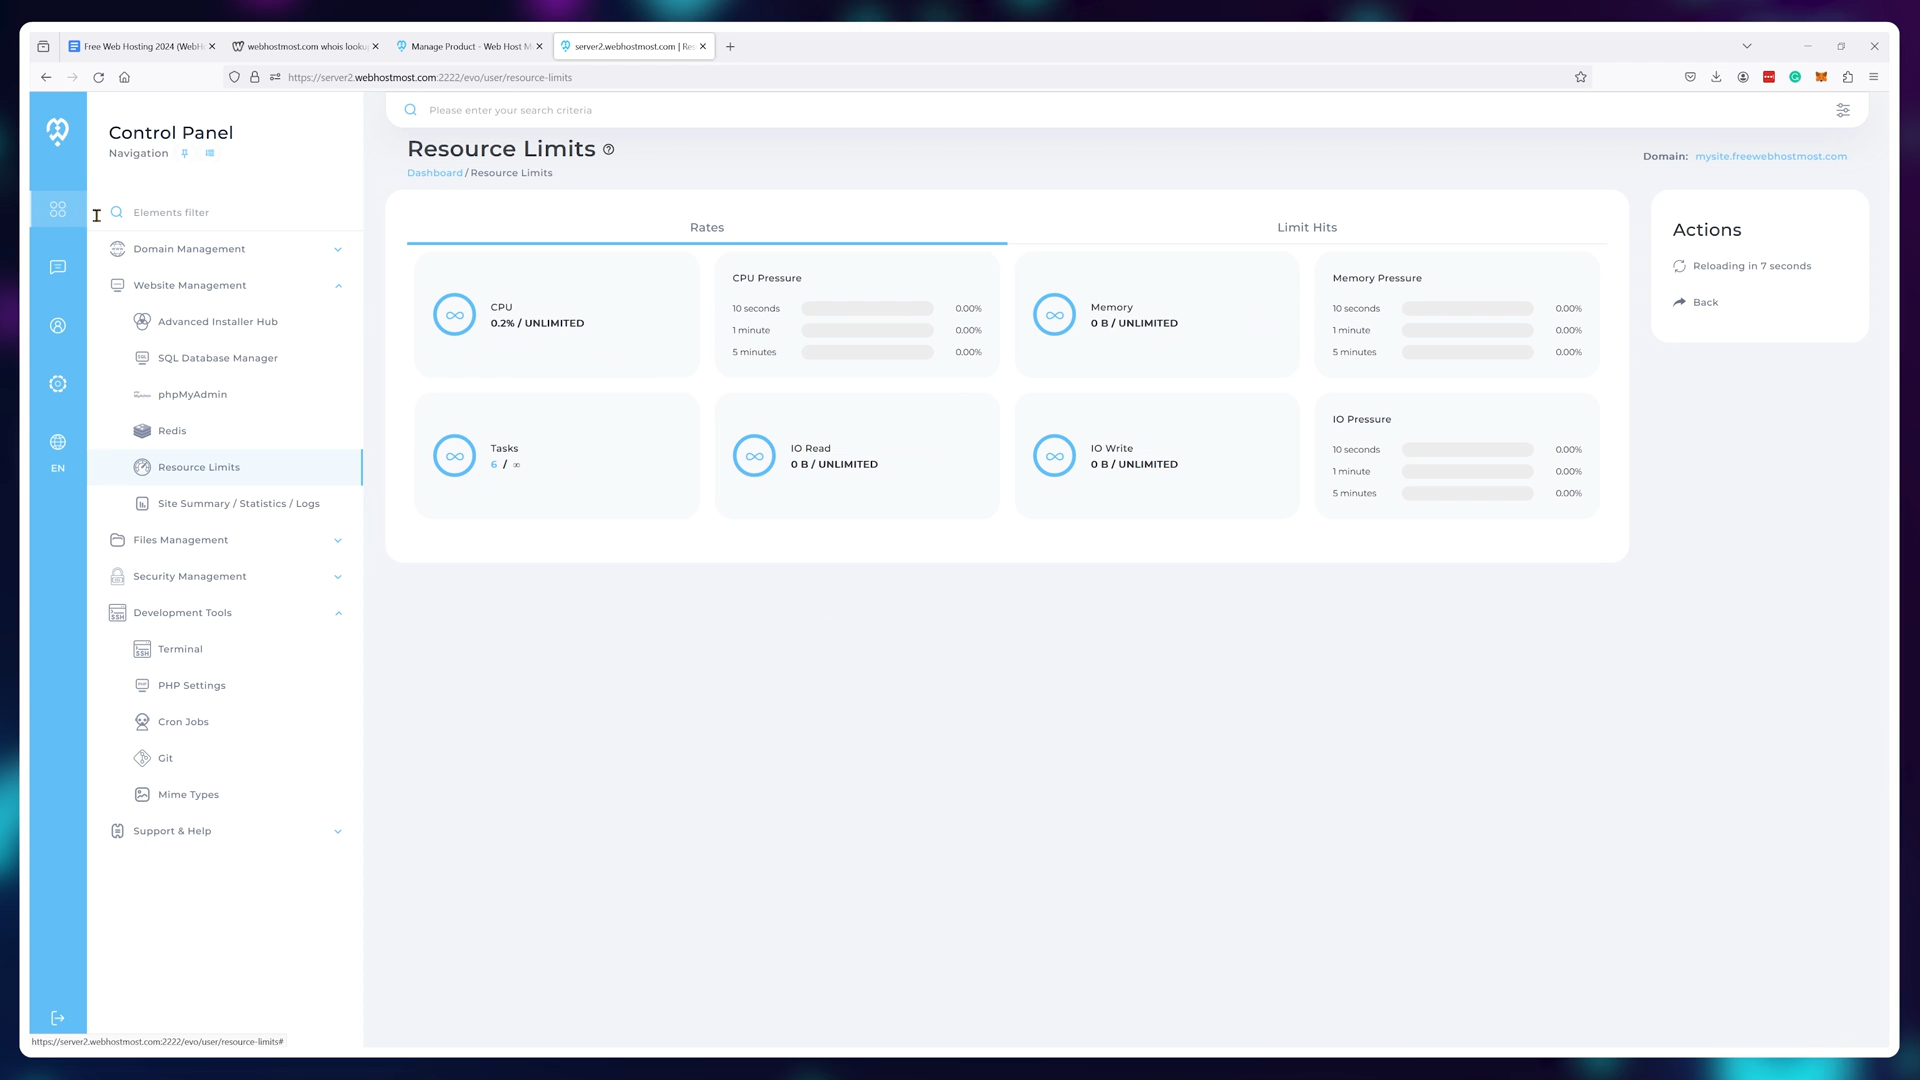 Free Web Hosting 2024 (WebH
webhostmost.com whois looku
Manage Product - Web Host M
server2.webhostmost.com | Re
https://server2.webhostmost.com:2222/evo/user/resource-limits
Control Panel
Navigation
Please enter your search criteria
Resource Limits
Dashboard / Resource Limits
Domain: mysite.freewebhostmost.com
EN
Elements filter
Domain Management
Website Management
Advanced Installer Hub
SQL Database Manager
phpMyAdmin
Redis
Resource Limits
Site Summary / Statistics / Logs
Files Management
Security Management
Development Tools
Terminal
PHP Settings
Cron Jobs
Git
Mime Types
Support & Help
Rates
Limit Hits
CPU
0.2% / UNLIMITED
CPU Pressure
10 seconds 0.00%
1 minute 0.00%
5 minutes 0.00%
Memory
0 B / UNLIMITED
Memory Pressure
10 seconds 0.00%
1 minute 0.00%
5 minutes 0.00%
Tasks
6 / ∞
IO Read
0 B / UNLIMITED
IO Write
0 B / UNLIMITED
IO Pressure
10 seconds 0.00%
1 minute 0.00%
5 minutes 0.00%
Actions
Reloading in 7 seconds
Back
https://server2.webhostmost.com:2222/evo/user/resource-limits#